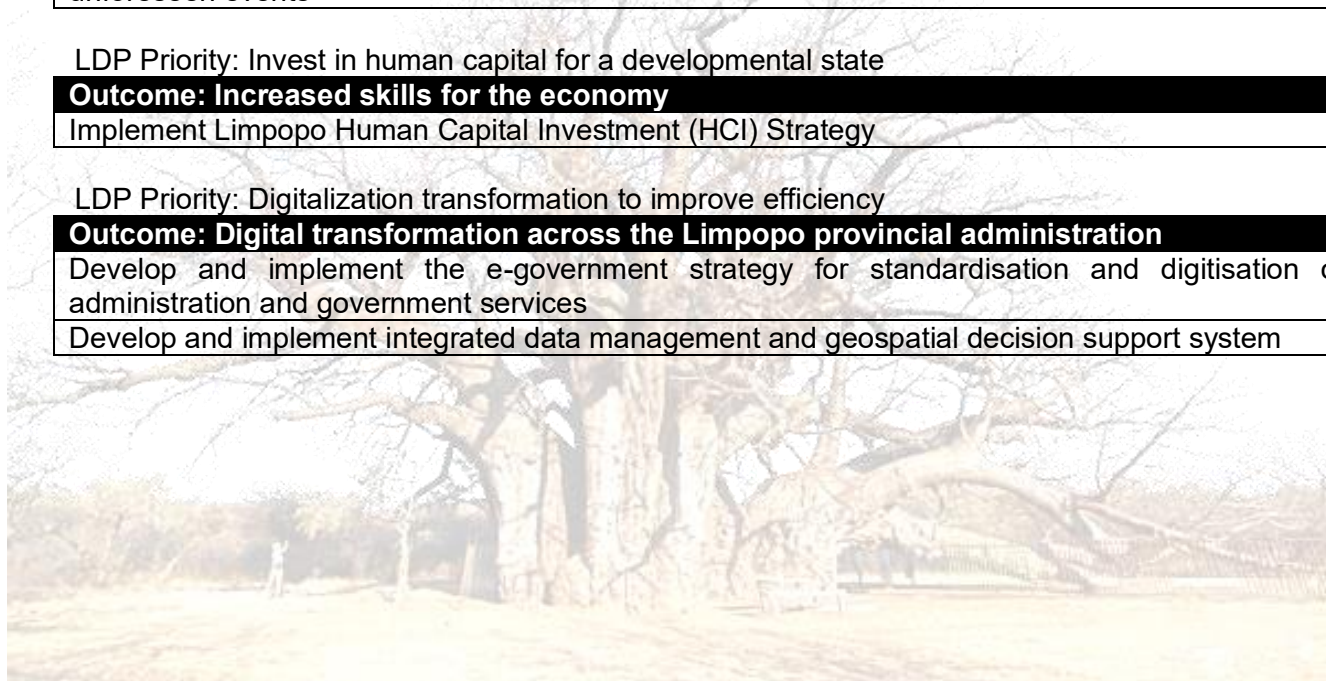 LDP Priority: Invest in human capital for a developmental state
Outcome: Increased skills for the economy
Implement Limpopo Human Capital Investment (HCI) Strategy
LDP Priority: Digitalization transformation to improve efficiency
Outcome: Digital transformation across the Limpopo provincial administration
Develop and implement the e-government strategy for standardisation and digitisation
administration and government services
Develop and implement integrated data management and geospatial decision support system